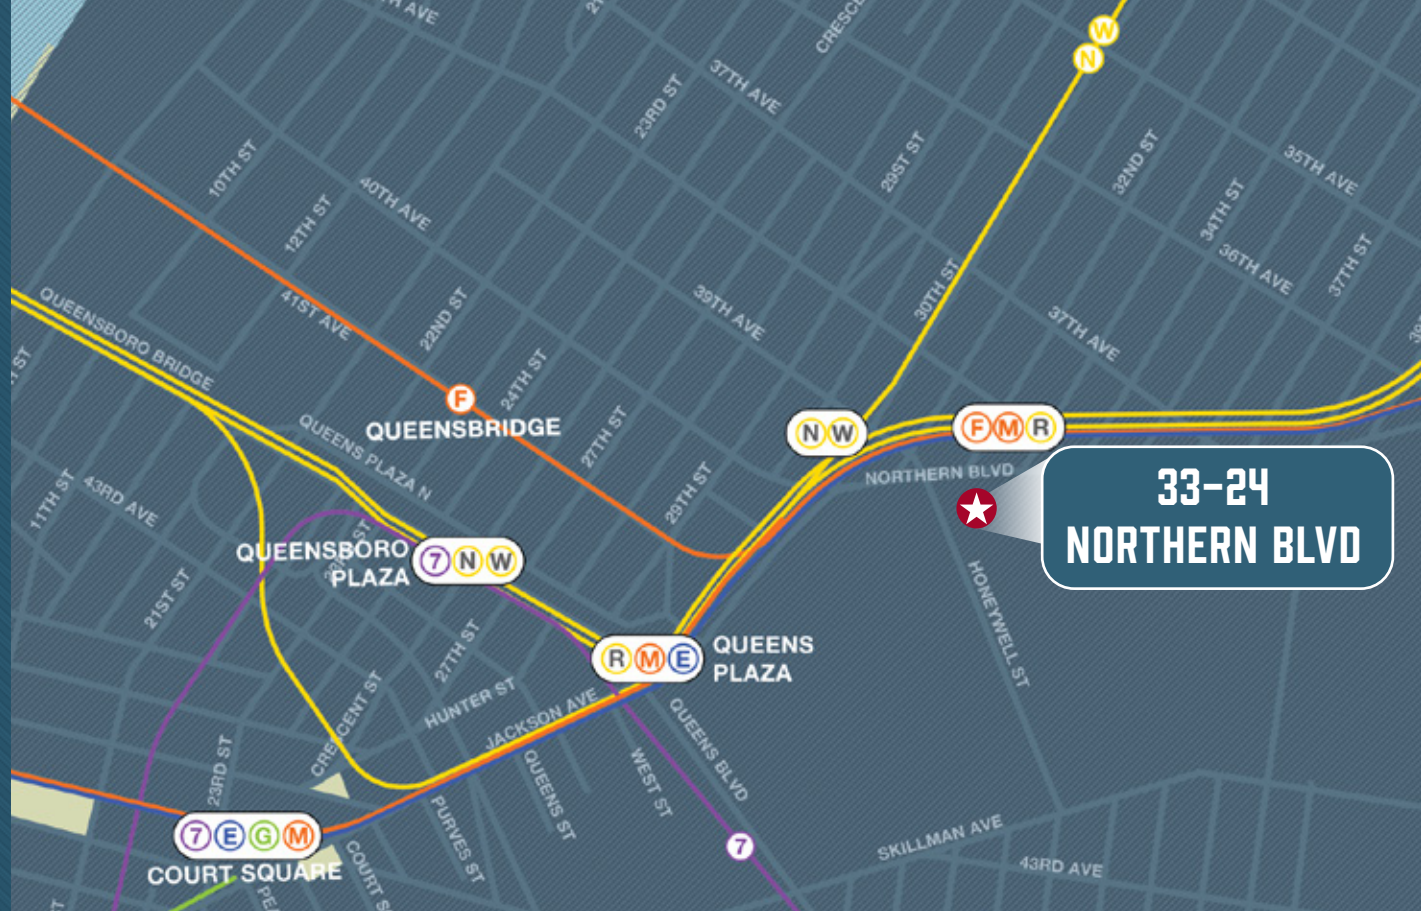 W
N
37TH AVE
23RD ST
29ST ST
32ND ST
35TH AVE
34TH ST
36TH AVE
37TH ST
10TH ST
12TH ST
40TH AVE
41ST AVE
22ND ST
24TH ST
27TH ST
29TH ST
39TH AVE
30TH ST
37TH AVE
QUEENSBORO BRIDGE
QUEENS PLAZA N
F
QUEENSBRIDGE
N W
F M R
NORTHERN BLVD
33-24
NORTHERN BLVD
11TH ST
43RD AVE
21ST ST
QUEENSBORO
PLAZA
7 N W
R M E
QUEENS
PLAZA
27TH ST
HUNTER ST
JACKSON AVE
CRESCENT ST
23RD ST
QUEENS ST
WEST ST
QUEENS BLVD
HONEYWELL ST
PURVES ST
7
7 E G M
COURT SQUARE
COURT S
SKILLMAN AVE
43RD AVE